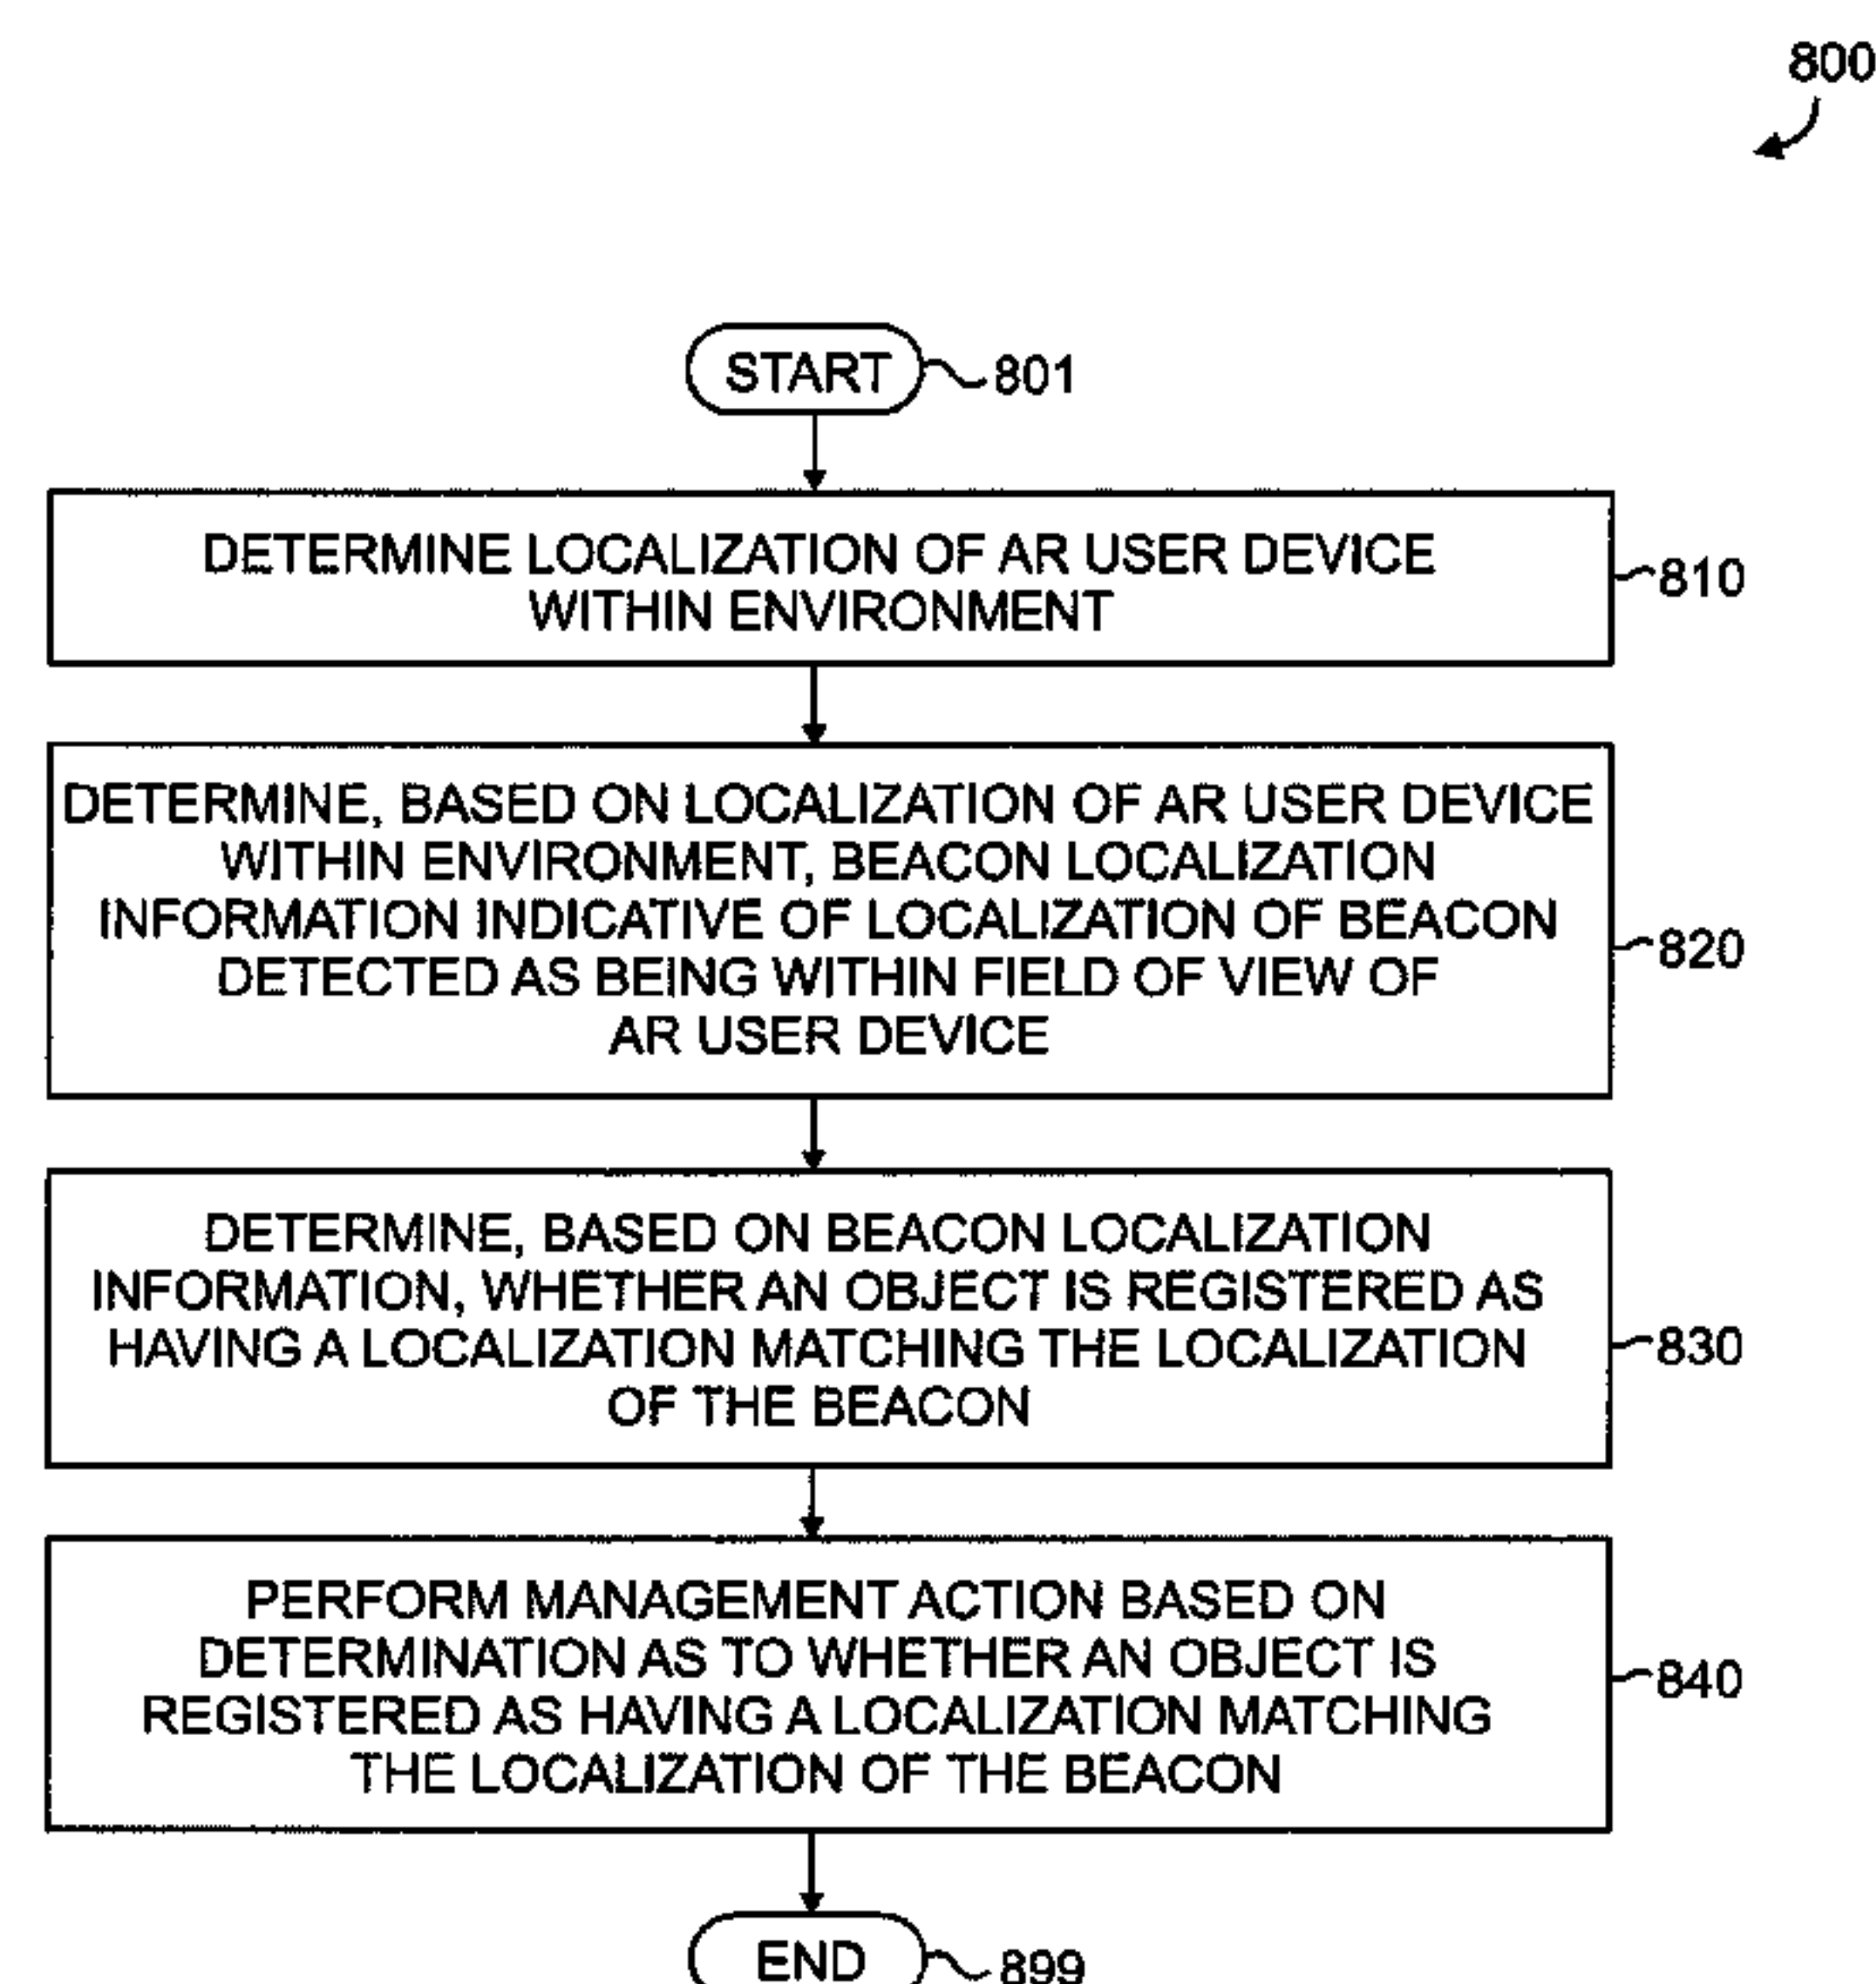 800
START
801
DETERMINE LOCALIZATION OF AR USER DEVICE
WITHIN ENVIRONMENT
810
DETERMINE, BASED ON LOCALIZATION OF AR USER DEVICE
WITHIN ENVIRONMENT, BEACON LOCALIZATION
INFORMATION INDICATIVE OF LOCALIZATION OF BEACON
DETECTED AS BEING WITHIN FIELD OF VIEW OF
AR USER DEVICE
820
DETERMINE, BASED ON BEACON LOCALIZATION
INFORMATION, WHETHER AN OBJECT IS REGISTERED AS
HAVING A LOCALIZATION MATCHING THE LOCALIZATION
OF THE BEACON
830
PERFORM MANAGEMENT ACTION BASED ON
DETERMINATION AS TO WHETHER AN OBJECT IS
REGISTERED AS HAVING A LOCALIZATION MATCHING
THE LOCALIZATION OF THE BEACON
840
END
899